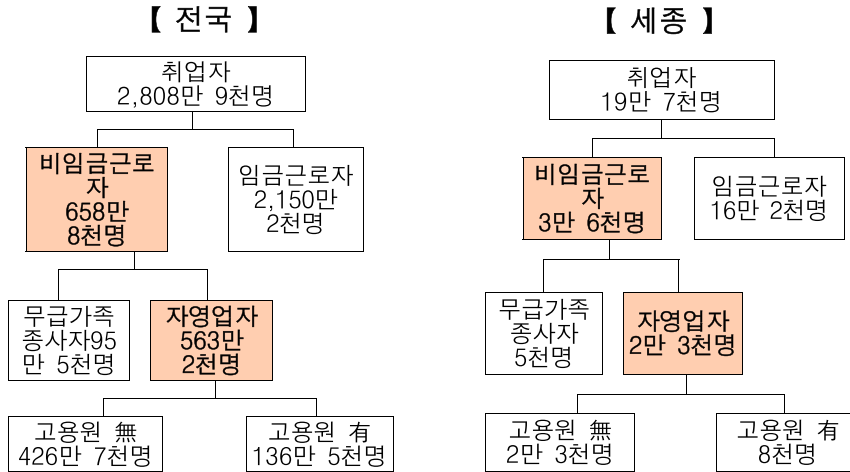 【 전국 】
취업자
2,808만 9천명
비임금근로
자
658만
8천명
임금근로자
2,150만
2천명
무급가족
종사자95
만 5천명
자영업자
563만
2천명
고용원 無
426만 7천명
고용원 有
136만 5천명
【 세종 】
취업자
19만 7천명
비임금근로
자
3만 6천명
임금근로자
16만 2천명
무급가족
종사자
5천명
자영업자
2만 3천명
고용원 無
2만 3천명
고용원 有
8천명